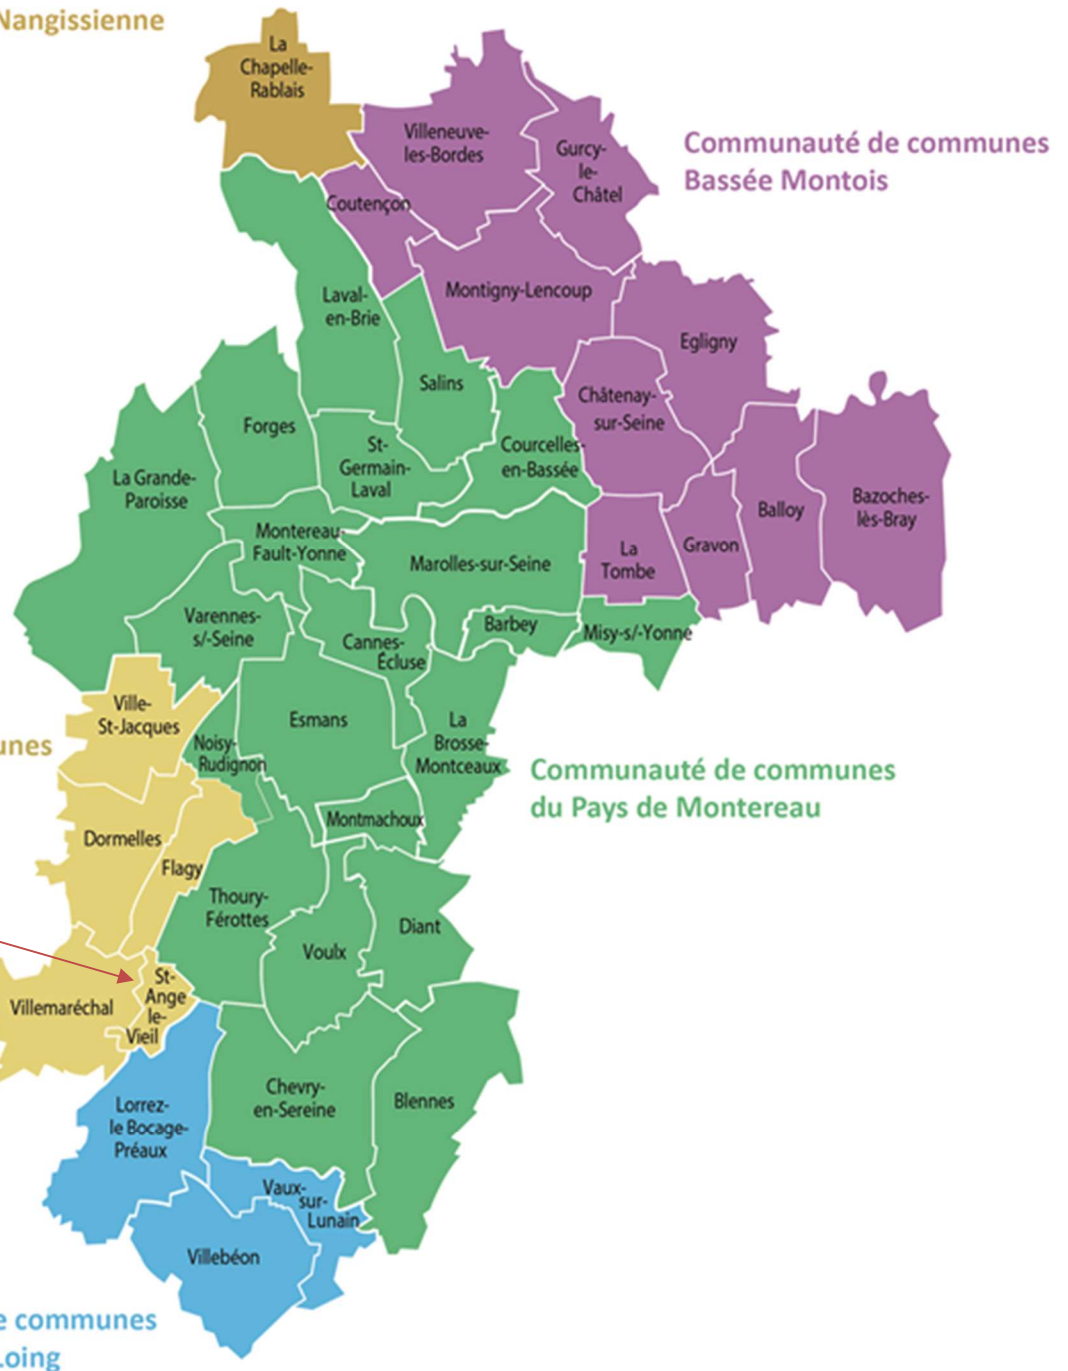 Nangissienne
La
Chapelle-
Rablais
Villeneuve-
les-Bordes
Gurcy-
le-
Châtel
Communauté de communes
Bassée Montois
Coutençon
Laval-
en-Brie
Montigny-Lencoup
Egligny
Salins
Châtenay-
sur-Seine
Forges
St-
Germain-
Laval
Courcelles-
en-Bassée
La Grande-
Paroisse
Balloy
Bazoches-
lès-Bray
Montereau-
Fault-Yonne
Marolles-sur-Seine
La
Tombe
Gravon
Varennes-
s/-Seine
Cannes-
Écluse
Barbey
Misy-s/-Yonne
Ville-
St-Jacques
Esmans
La
Brosse-
Montceaux
Noisy-
Rudignon
unes
Communauté de communes
du Pays de Montereau
Montmachoux
Dormelles
Flagy
Thoury-
Férottes
Diant
Voulx
Villemaréchal
St-
Ange
le-
Vieil
Chevry-
en-Sereine
Blennes
Lorrez-
le Bocage-
Préaux
Vaux-
sur-
Lunain
Villebéon
e communes
Loing